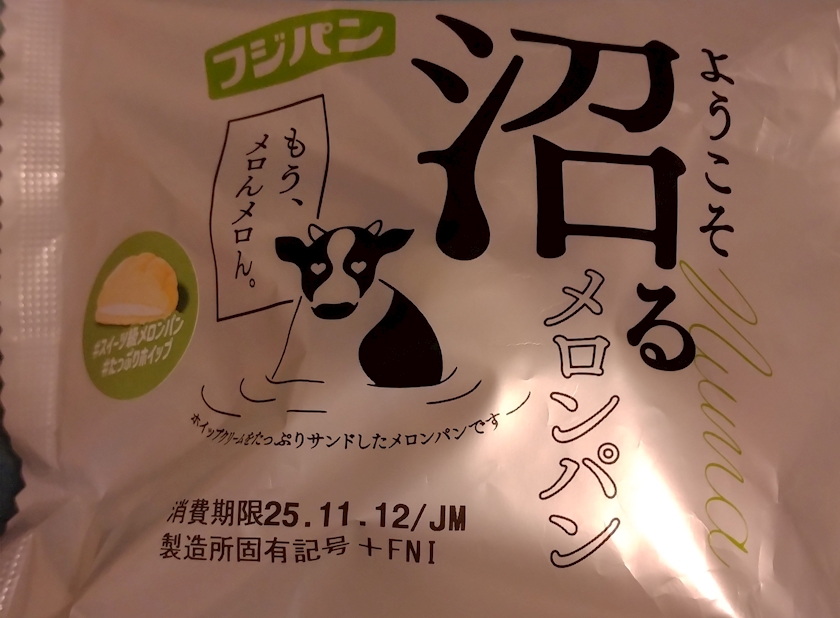 フジパン
ようこそ
沼る
メロンパン
Numa
もう、
メロんメロん。
#スイーツ級メロンパン
#たっぷりホイップ
ホイップクリームをたっぷりサンドしたメロンパンです
消費期限25.11.12/JM
製造所固有記号 +FNI